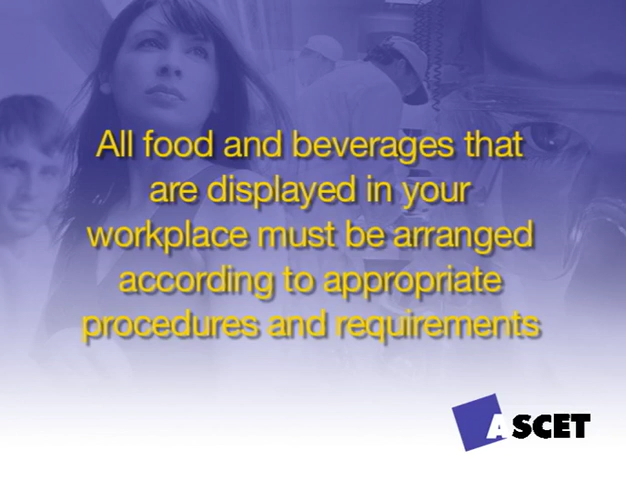 All food and beverages that
are displayed in your
workplace must be arranged
according to appropriate
procedures and requirements
ASCET